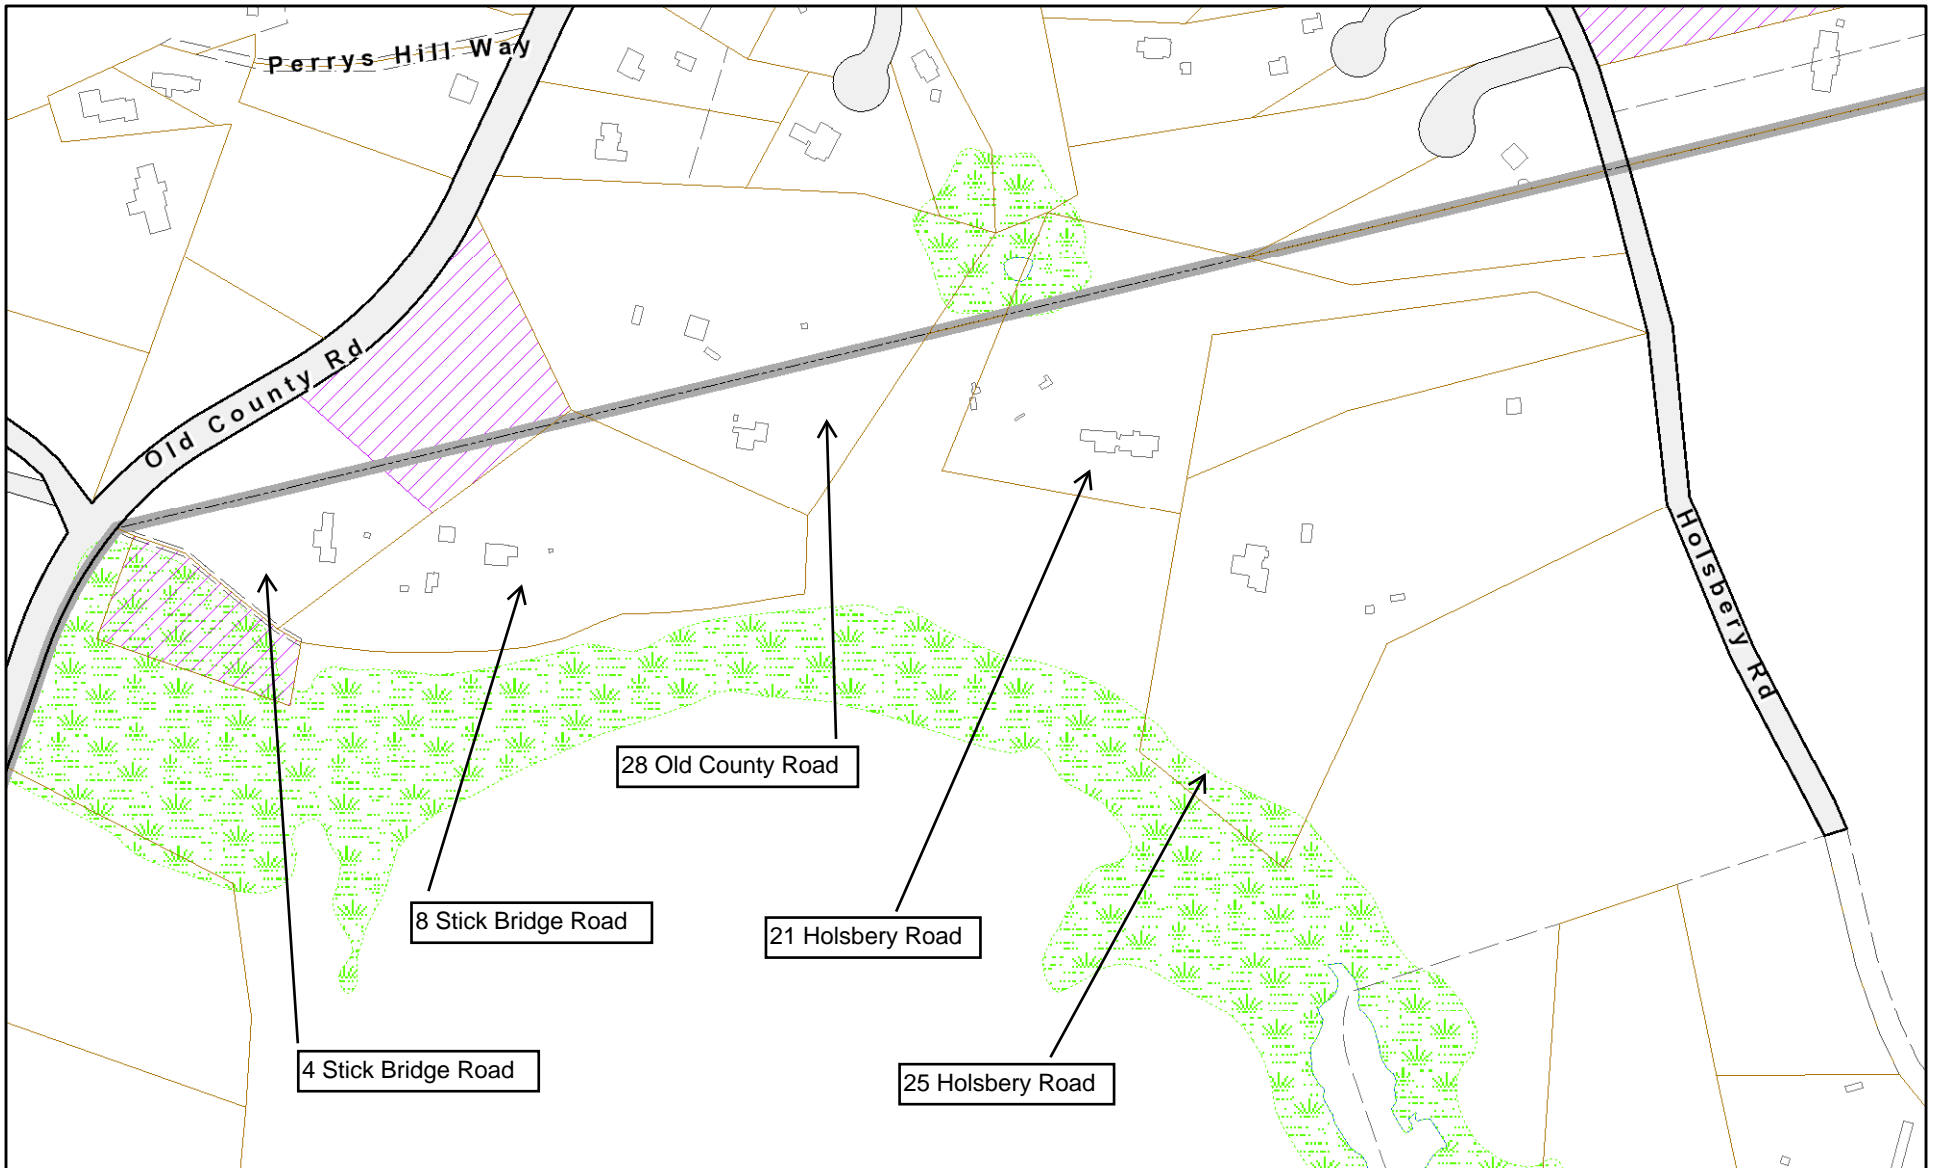 Perrys Hill Way
Old County Rd
Holsbery Rd
28 Old County Road
8 Stick Bridge Road
21 Holsbery Road
4 Stick Bridge Road
25 Holsbery Road